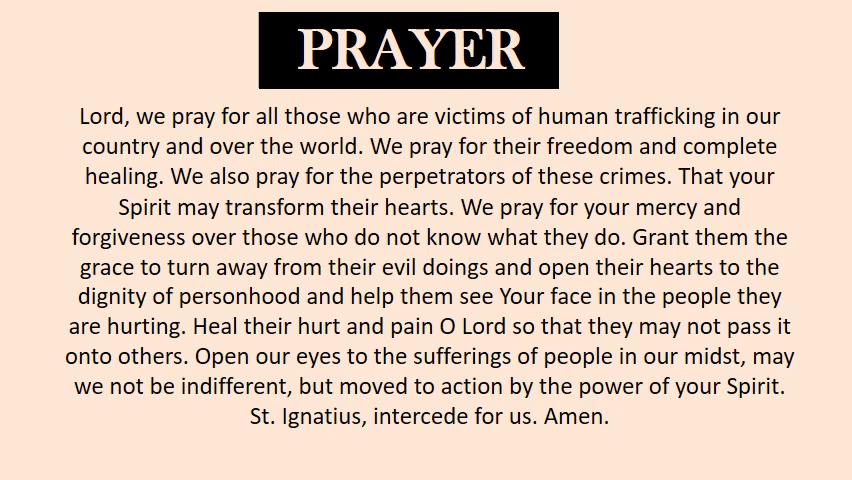 PRAYER
Lord, we pray for all those who are victims of human trafficking in our
country and over the world. We pray for their freedom and complete
healing. We also pray for the perpetrators of these crimes. That your
Spirit may transform their hearts. We pray for your mercy and
forgiveness over those who do not know what they do. Grant them the
grace to turn away from their evil doings and open their hearts to the
dignity of personhood and help them see Your face in the people they
are hurting. Heal their hurt and pain O Lord so that they may not pass it
onto others. Open our eyes to the sufferings of people in our midst, may
we not be indifferent, but moved to action by the power of your Spirit.
St. Ignatius, intercede for us. Amen.